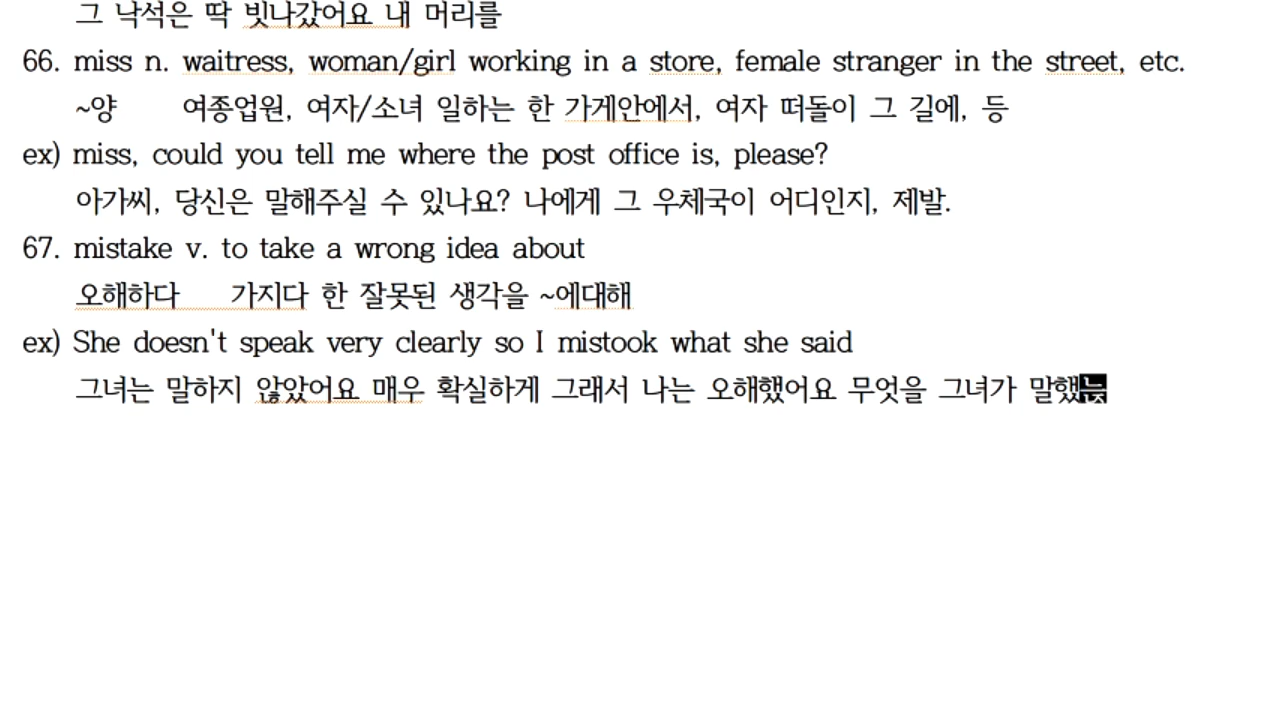 그 낙석은 딱 빗나갔어요 내 머리를
66. miss n. waitress, woman/girl working in a store, female stranger in the street, etc.
~양 여종업원, 여자/소녀 일하는 한 가게안에서, 여자 떠돌이 그 길에, 등
ex) miss, could you tell me where the post office is, please?
아가씨, 당신은 말해주실 수 있나요? 나에게 그 우체국이 어디인지, 제발.
67. mistake v. to take a wrong idea about
오해하다 가지다 한 잘못된 생각을 ~에대해
ex) She doesn't speak very clearly so I mistook what she said
그녀는 말하지 않았어요 매우 확실하게 그래서 나는 오해했어요 무엇을 그녀가 말했늕